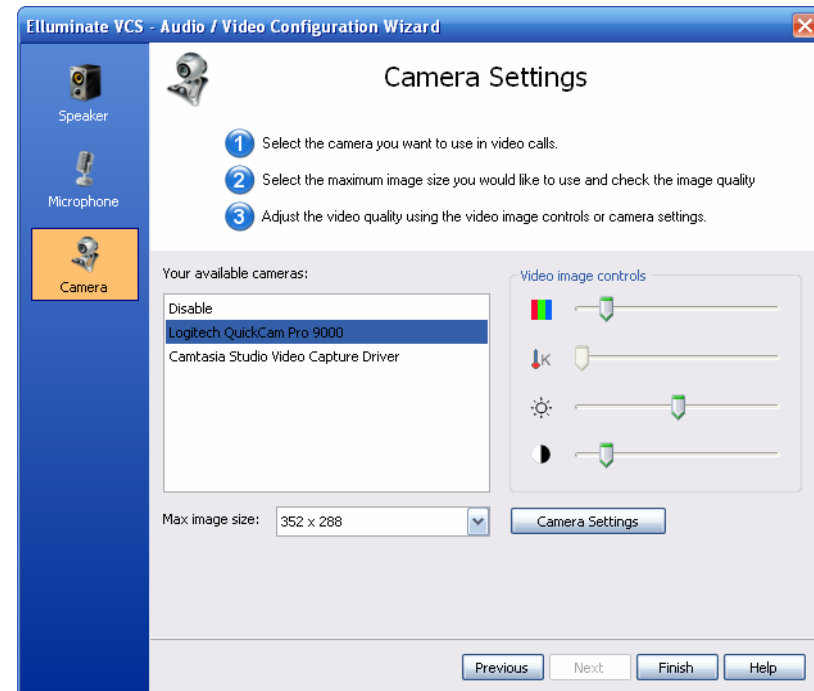 Elluminate VCS - Audio / Video Configuration Wizard
Speaker
Microphone
Camera
Camera Settings
1 Select the camera you want to use in video calls.
2 Select the maximum image size you would like to use and check the image quality
3 Adjust the video quality using the video image controls or camera settings.
Your available cameras:
Disable
Logitech QuickCam Pro 9000
Camtasia Studio Video Capture Driver
Video image controls
K
Max image size: 352 x 288
Camera Settings
Previous Next Finish Help